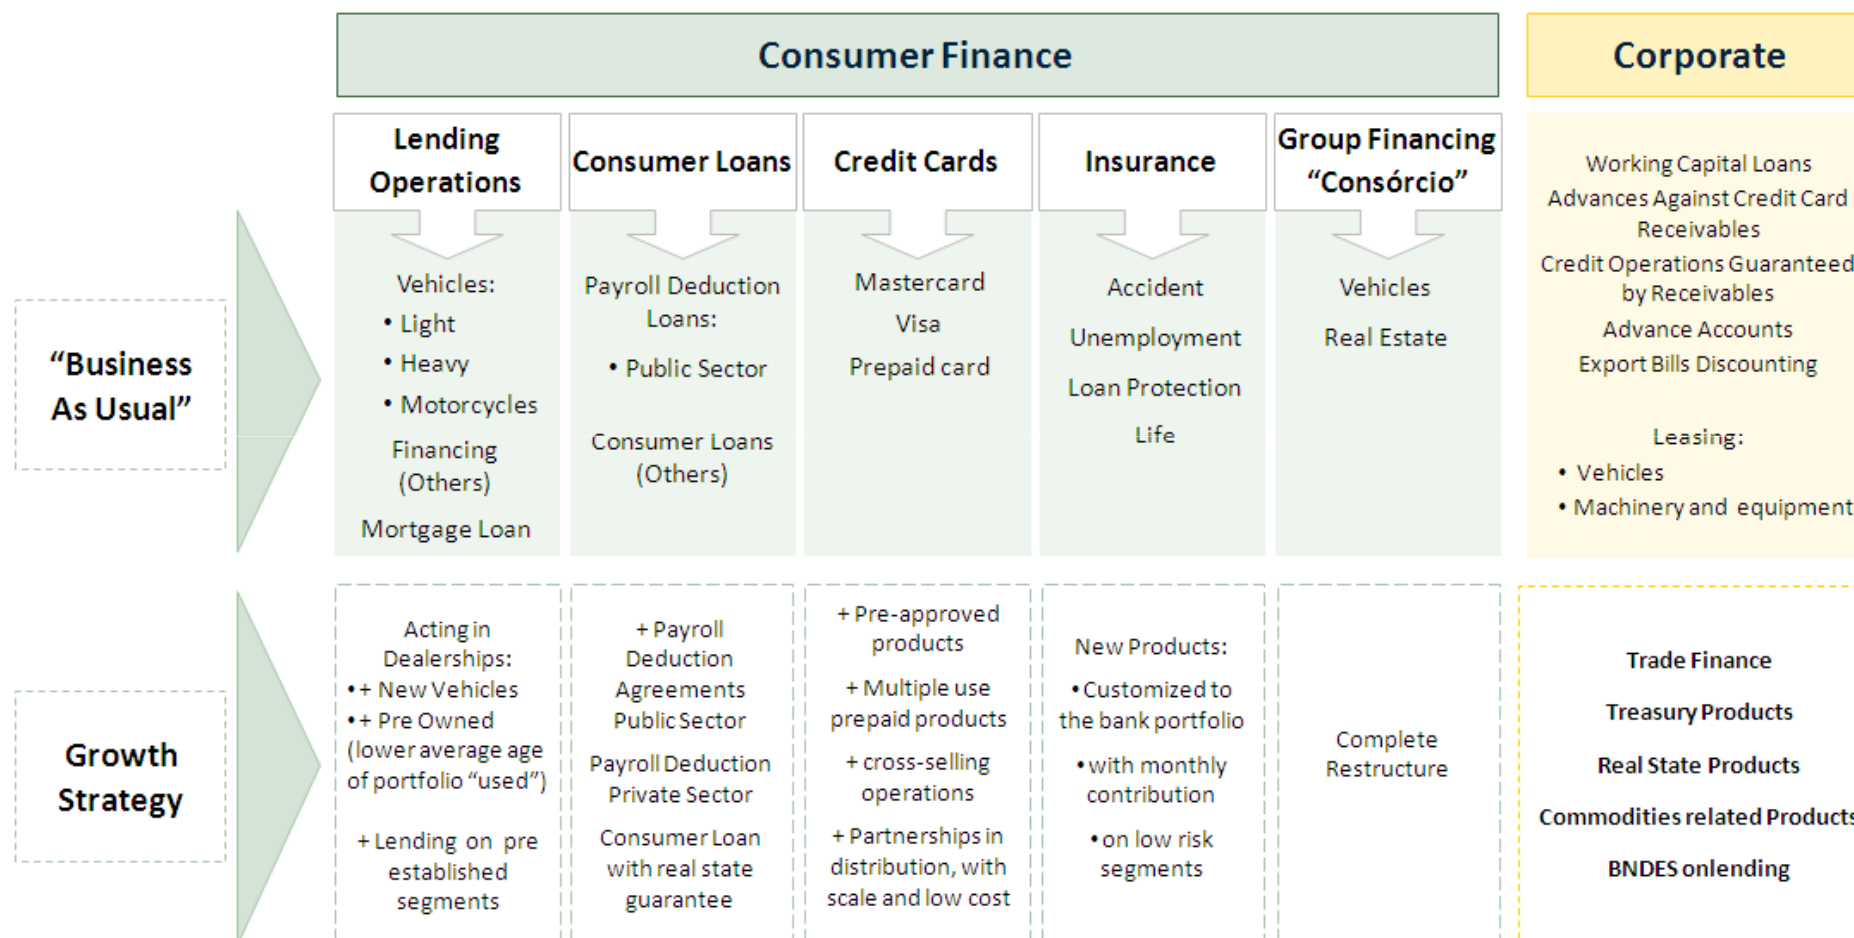 Consumer Finance
Corporate
Lending
Operations
Consumer Loans
Credit Cards
Insurance
Group Financing
“Consórcio”
“Business
As Usual”
Vehicles:
• Light
• Heavy
• Motorcycles
Financing
(Others)
Mortgage Loan
Payroll Deduction
Loans:
• Public Sector
Consumer Loans
(Others)
Mastercard
Visa
Prepaid card
Accident
Unemployment
Loan Protection
Life
Vehicles
Real Estate
Working Capital Loans
Advances Against Credit Card
Receivables
Credit Operations Guaranteed
by Receivables
Advance Accounts
Export Bills Discounting
Leasing:
• Vehicles
• Machinery and equipment
Growth
Strategy
Acting in
Dealerships:
•+ New Vehicles
•+ Pre Owned
(lower average age
of portfolio “used”)
+ Lending on pre
established
segments
+ Payroll
Deduction
Agreements
Public Sector
Payroll Deduction
Private Sector
Consumer Loan
with real state
guarantee
+ Pre-approved
products
+ Multiple use
prepaid products
+ cross-selling
operations
+ Partnerships in
distribution, with
scale and low cost
New Products:
•Customized to
the bank portfolio
•with monthly
contribution
•on low risk
segments
Complete
Restructure
Trade Finance
Treasury Products
Real State Products
Commodities related Products
BNDES onlending